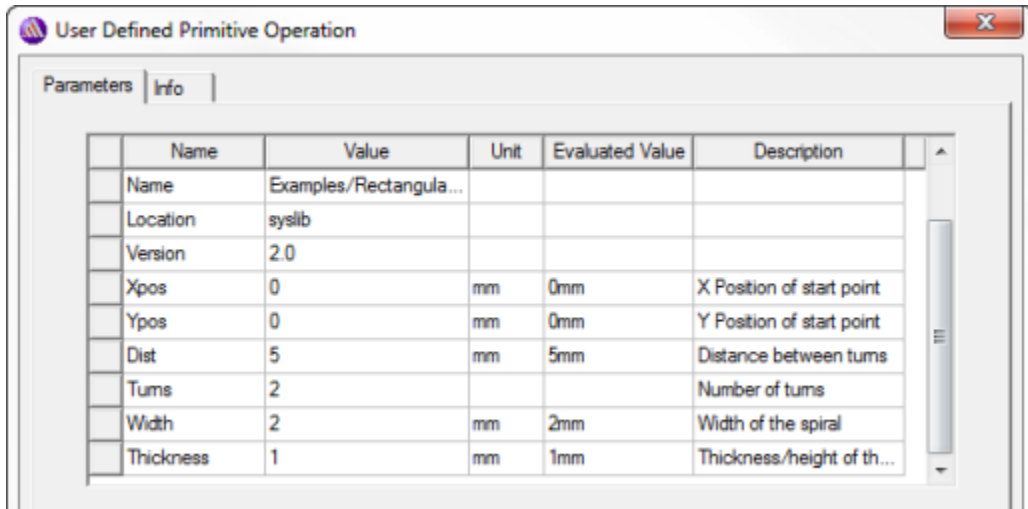 User Defined Primitive Operation
Parameters Info
Name Value Unit Evaluated Value Description
Name Examples/Rectangula...
Location syslib
Version 2.0
Xpos 0 mm 0mm X Position of start point
Ypos 0 mm 0mm Y Position of start point
Dist 5 mm 5mm Distance between turns
Turns 2 Number of turns
Width 2 mm 2mm Width of the spiral
Thickness 1 mm 1mm Thickness/height of th...